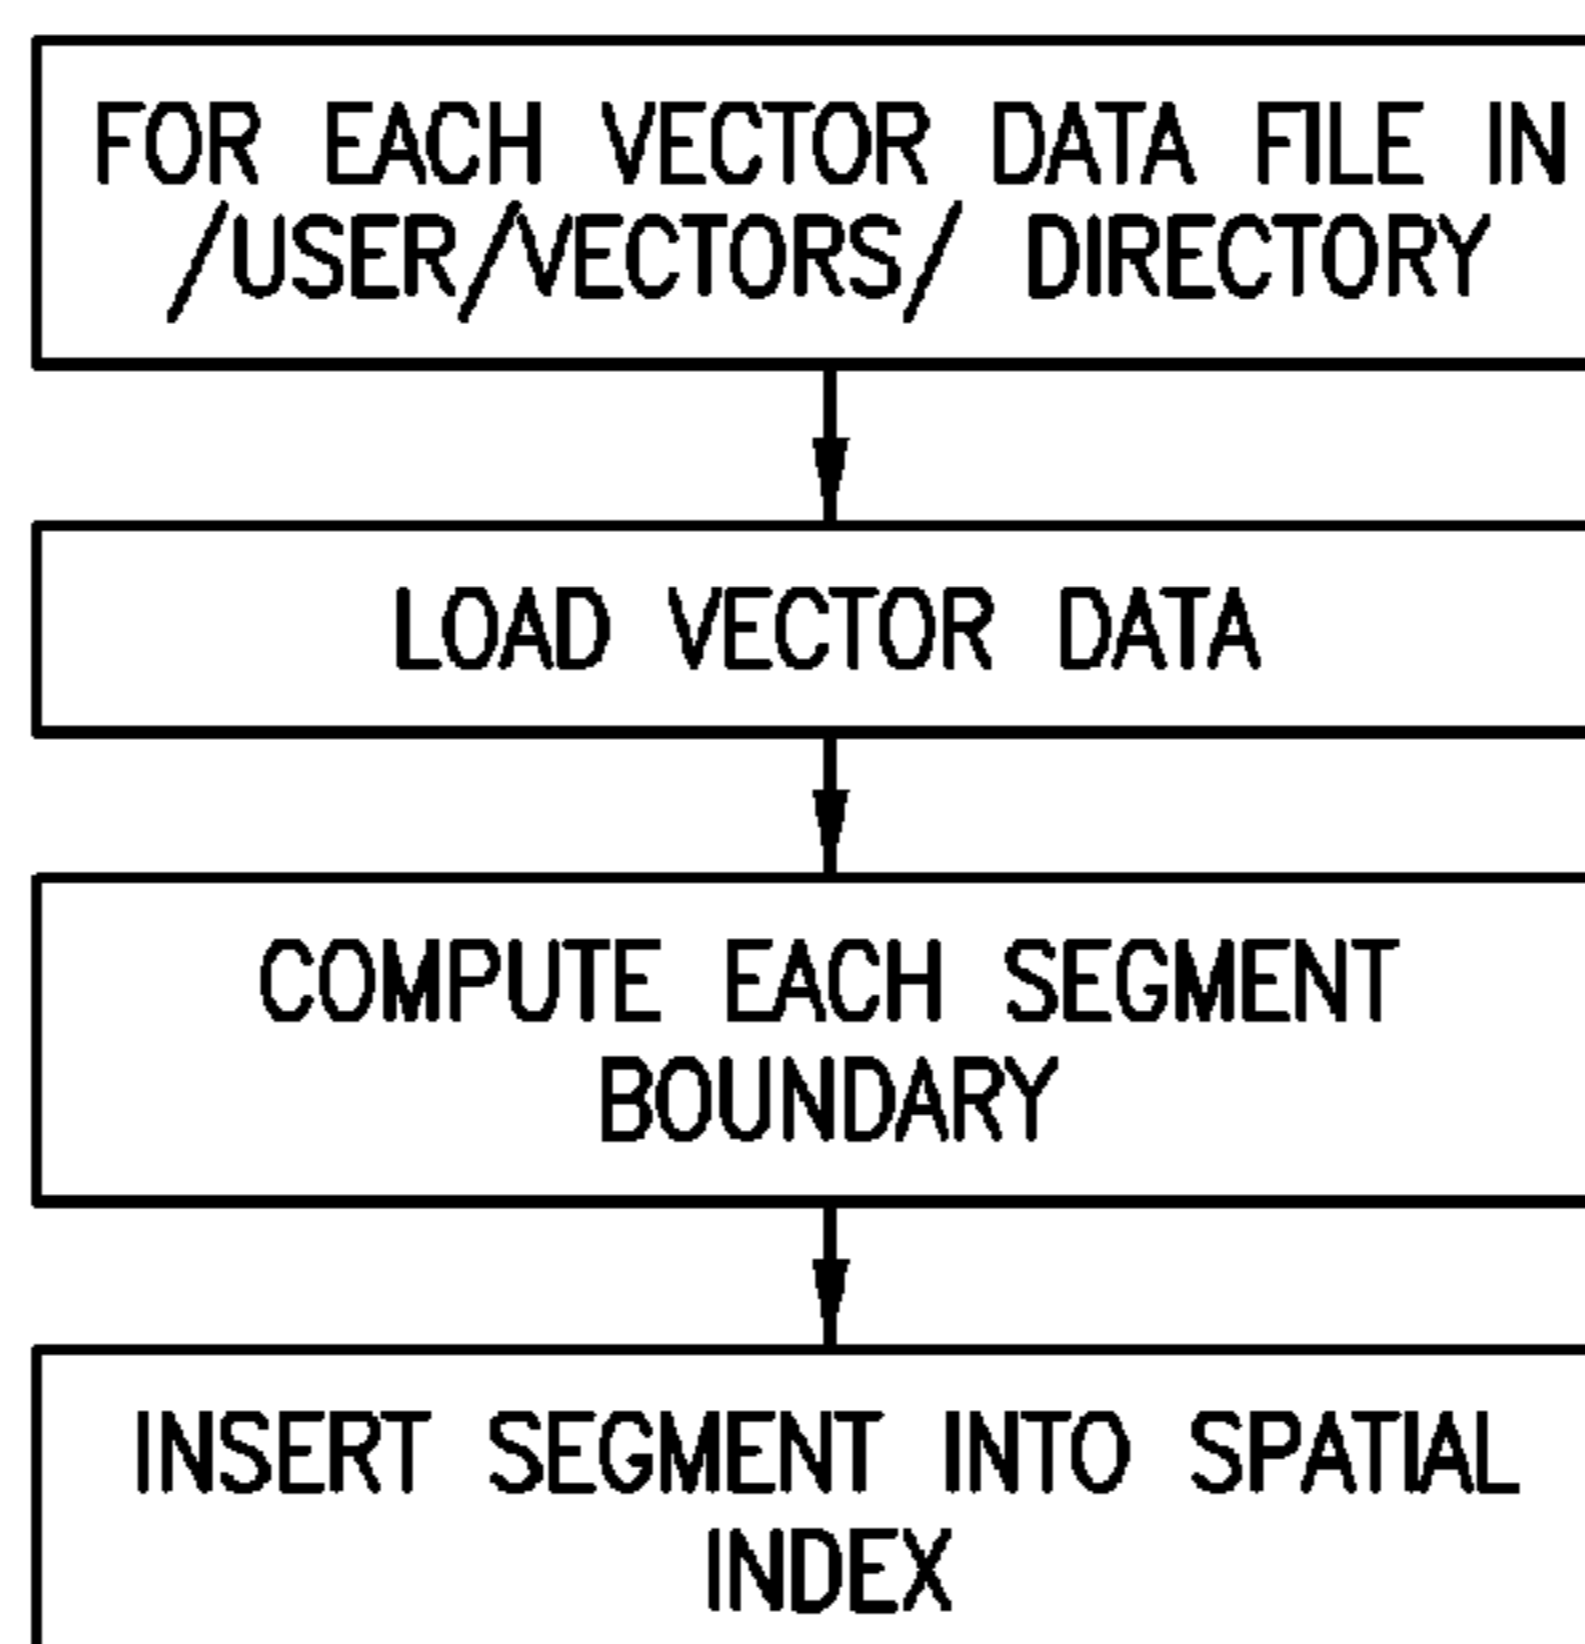 FOR EACH VECTOR DATA FILE IN
/USER/VECTORS/ DIRECTORY
LOAD VECTOR DATA
COMPUTE EACH SEGMENT
BOUNDARY
INSERT SEGMENT INTO SPATIAL
INDEX